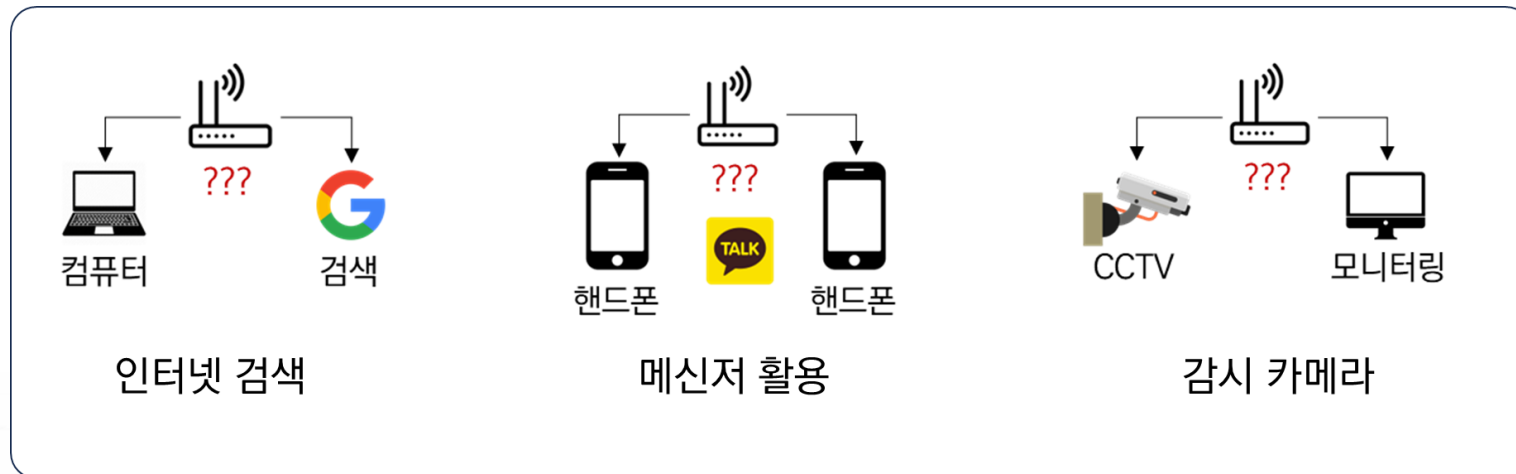 ???
컴퓨터
검색
인터넷 검색
???
TALK
핸드폰
핸드폰
메신저 활용
???
CCTV
모니터링
감시 카메라